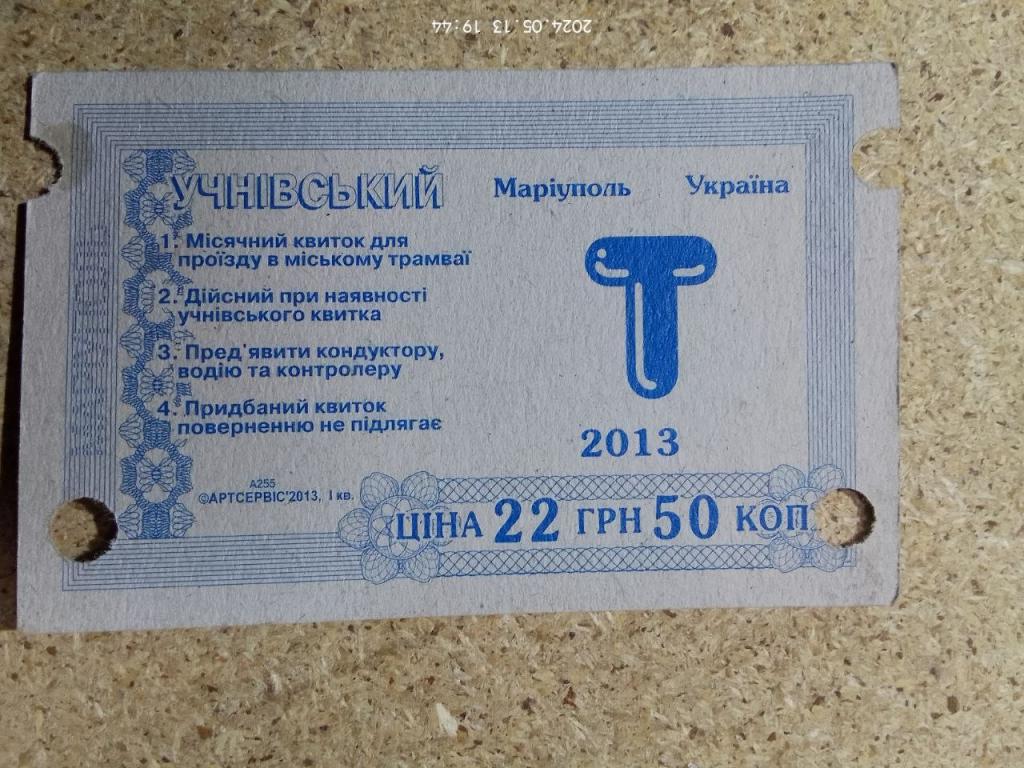 2024.05.13 19:44
УЧНІВСЬКИЙ
Маріуполь Україна
1. Місячний квиток для
проїзду в міському трамваї
2. Дійсний при наявності
учнівського квитка
3. Пред'явити кондуктору,
водію та контролеру
4. Придбаний квиток
поверненню не підлягає
Т
2013
А255
©АРТСЕРВІС'2013, I кв.
ЦІНА 22 ГРН 50 КОП